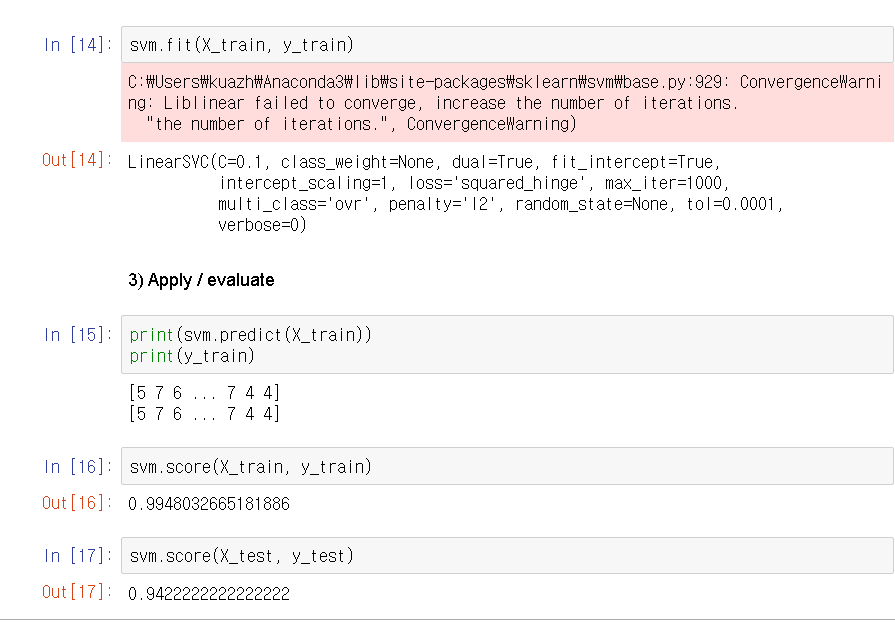 In [14]: svm.fit(X_train, y_train)
C:₩Users₩kuazh₩Anaconda3₩lib₩site-packages₩sklearn₩svm₩base.py:929: ConvergenceWarni
ng: Liblinear failed to converge, increase the number of iterations.
"the number of iterations.", ConvergenceWarning)
Out[14]: LinearSVC(C=0.1, class_weight=None, dual=True, fit_intercept=True,
intercept_scaling=1, loss='squared_hinge', max_iter=1000,
multi_class='ovr', penalty='l2', random_state=None, tol=0.0001,
verbose=0)
3) Apply / evaluate
In [15]: print(svm.predict(X_train))
print(y_train)
[5 7 6 ... 7 4 4]
[5 7 6 ... 7 4 4]
In [16]: svm.score(X_train, y_train)
Out[16]: 0.9948032665181886
In [17]: svm.score(X_test, y_test)
Out[17]: 0.9422222222222222